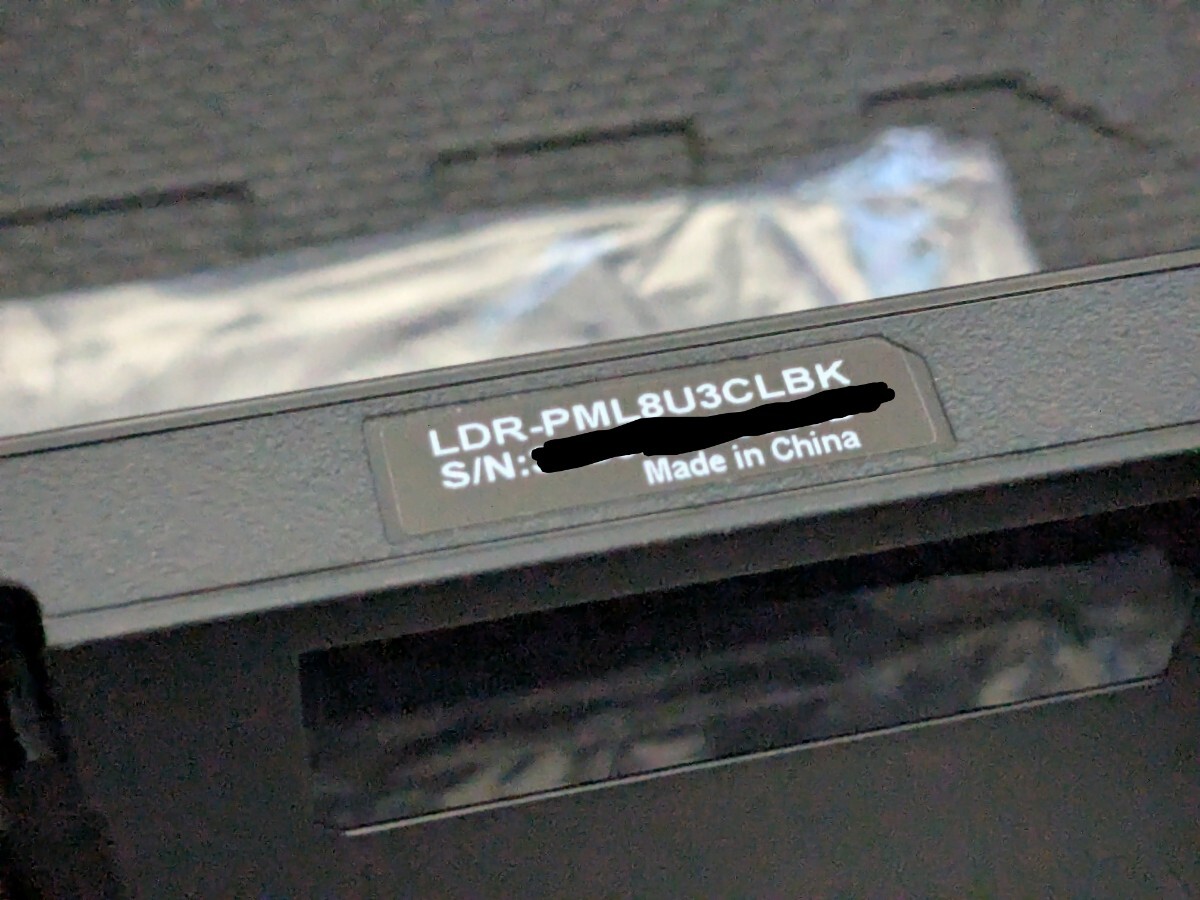 LDR-PML8U3CLBK
S/N:
Made in China